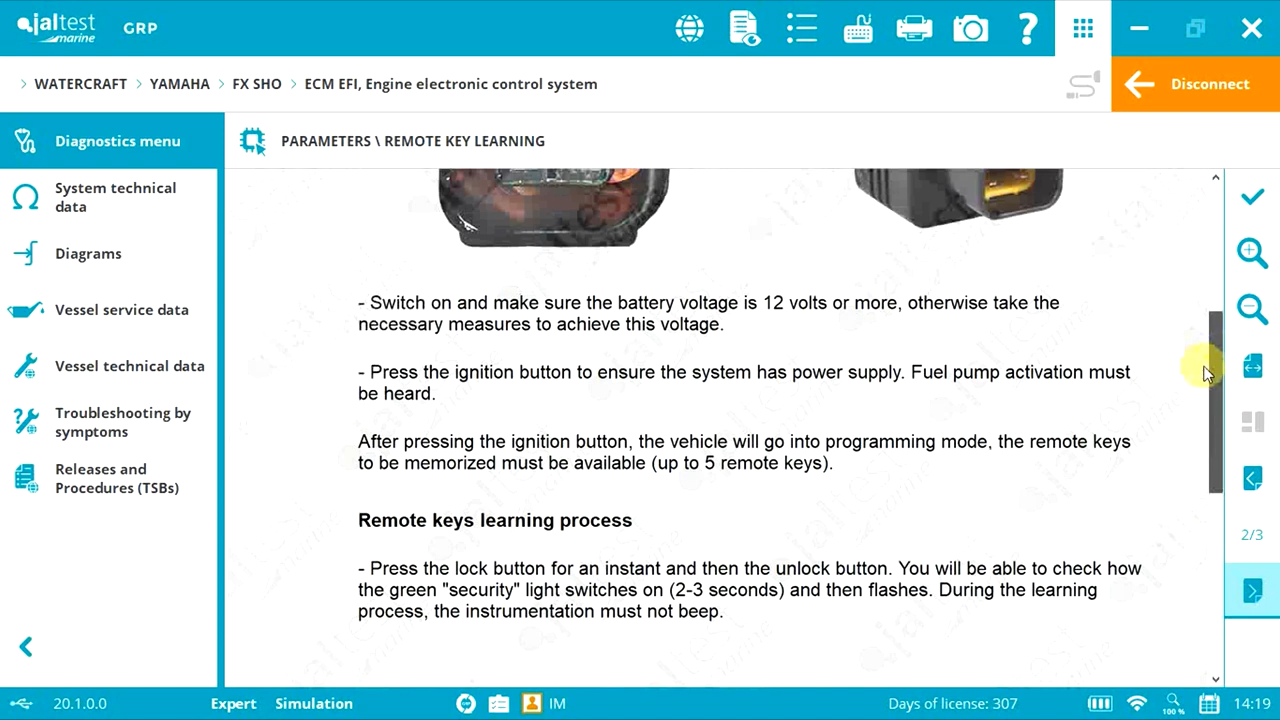 jaltest
marine
GRP
WATERCRAFT > YAMAHA > FX SHO > ECM EFI, Engine electronic control system
Disconnect
Diagnostics menu
PARAMETERS \ REMOTE KEY LEARNING
System technical
data
Diagrams
Vessel service data
Vessel technical data
Troubleshooting by
symptoms
Releases and
Procedures (TSBs)
- Switch on and make sure the battery voltage is 12 volts or more, otherwise take the
necessary measures to achieve this voltage.
- Press the ignition button to ensure the system has power supply. Fuel pump activation must
be heard.
After pressing the ignition button, the vehicle will go into programming mode, the remote keys
to be memorized must be available (up to 5 remote keys).
Remote keys learning process
- Press the lock button for an instant and then the unlock button. You will be able to check how
the green "security" light switches on (2-3 seconds) and then flashes. During the learning
process, the instrumentation must not beep.
2/3
20.1.0.0
Expert
Simulation
IM
Days of license: 307
100 %
14:19